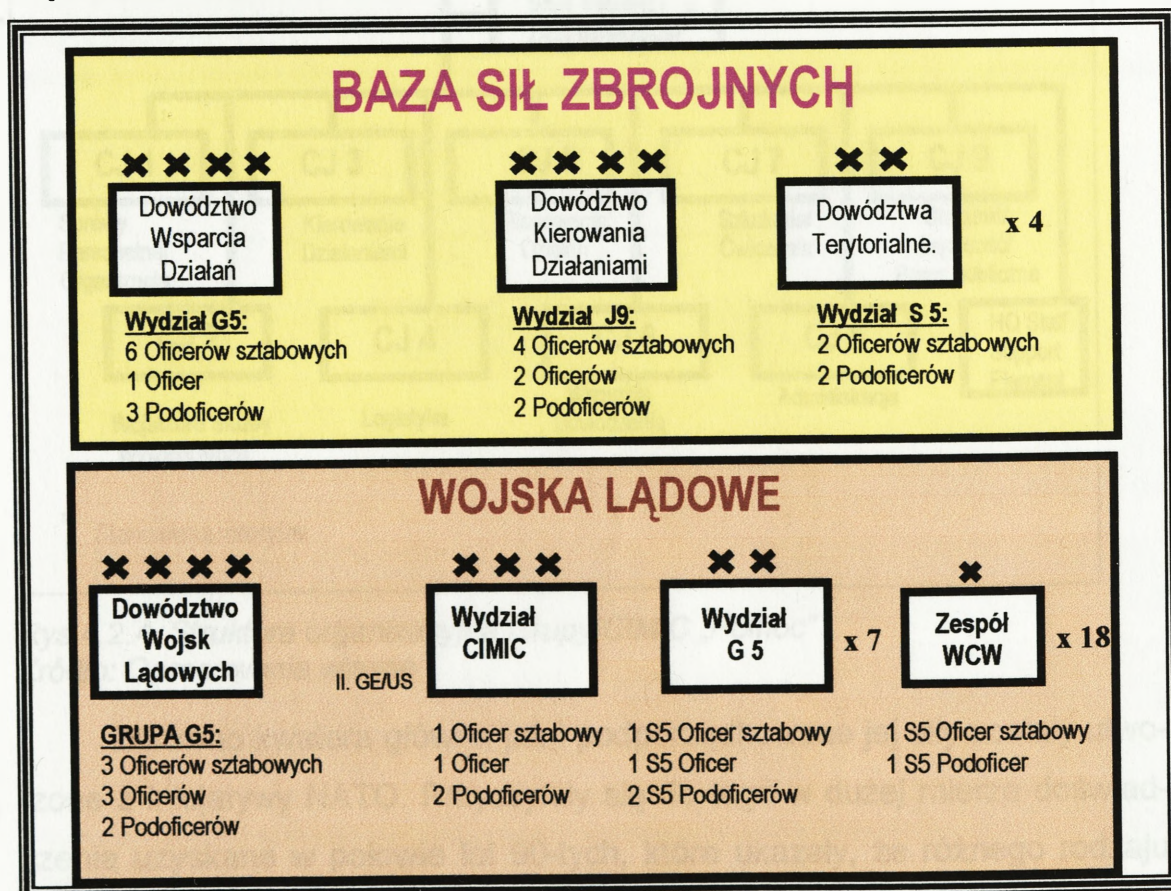 BAZA SIŁ ZBROJNYCH
Dowództwo
Wsparcia
Działań
Wydział G5:
6 Oficerów sztabowych
1 Oficer
3 Podoficerów
Dowództwo
Kierowania
Działaniami
Wydział J9:
4 Oficerów sztabowych
2 Oficerów
2 Podoficerów
Dowództwa
Terytorialne.
x 4
Wydział S 5:
2 Oficerów sztabowych
2 Podoficerów
WOJSKA LĄDOWE
Dowództwo
Wojsk
Lądowych
GRUPA G5:
3 Oficerów sztabowych
3 Oficerów
2 Podoficerów
II. GE/US
Wydział
CIMIC
1 Oficer sztabowy
1 Oficer
2 Podoficerów
Wydział
G 5
x 7
1 S5 Oficer sztabowy
1 S5 Oficer
2 S5 Podoficerów
Zespół
WCW
x 18
1 S5 Oficer sztabowy
1 S5 Podoficer